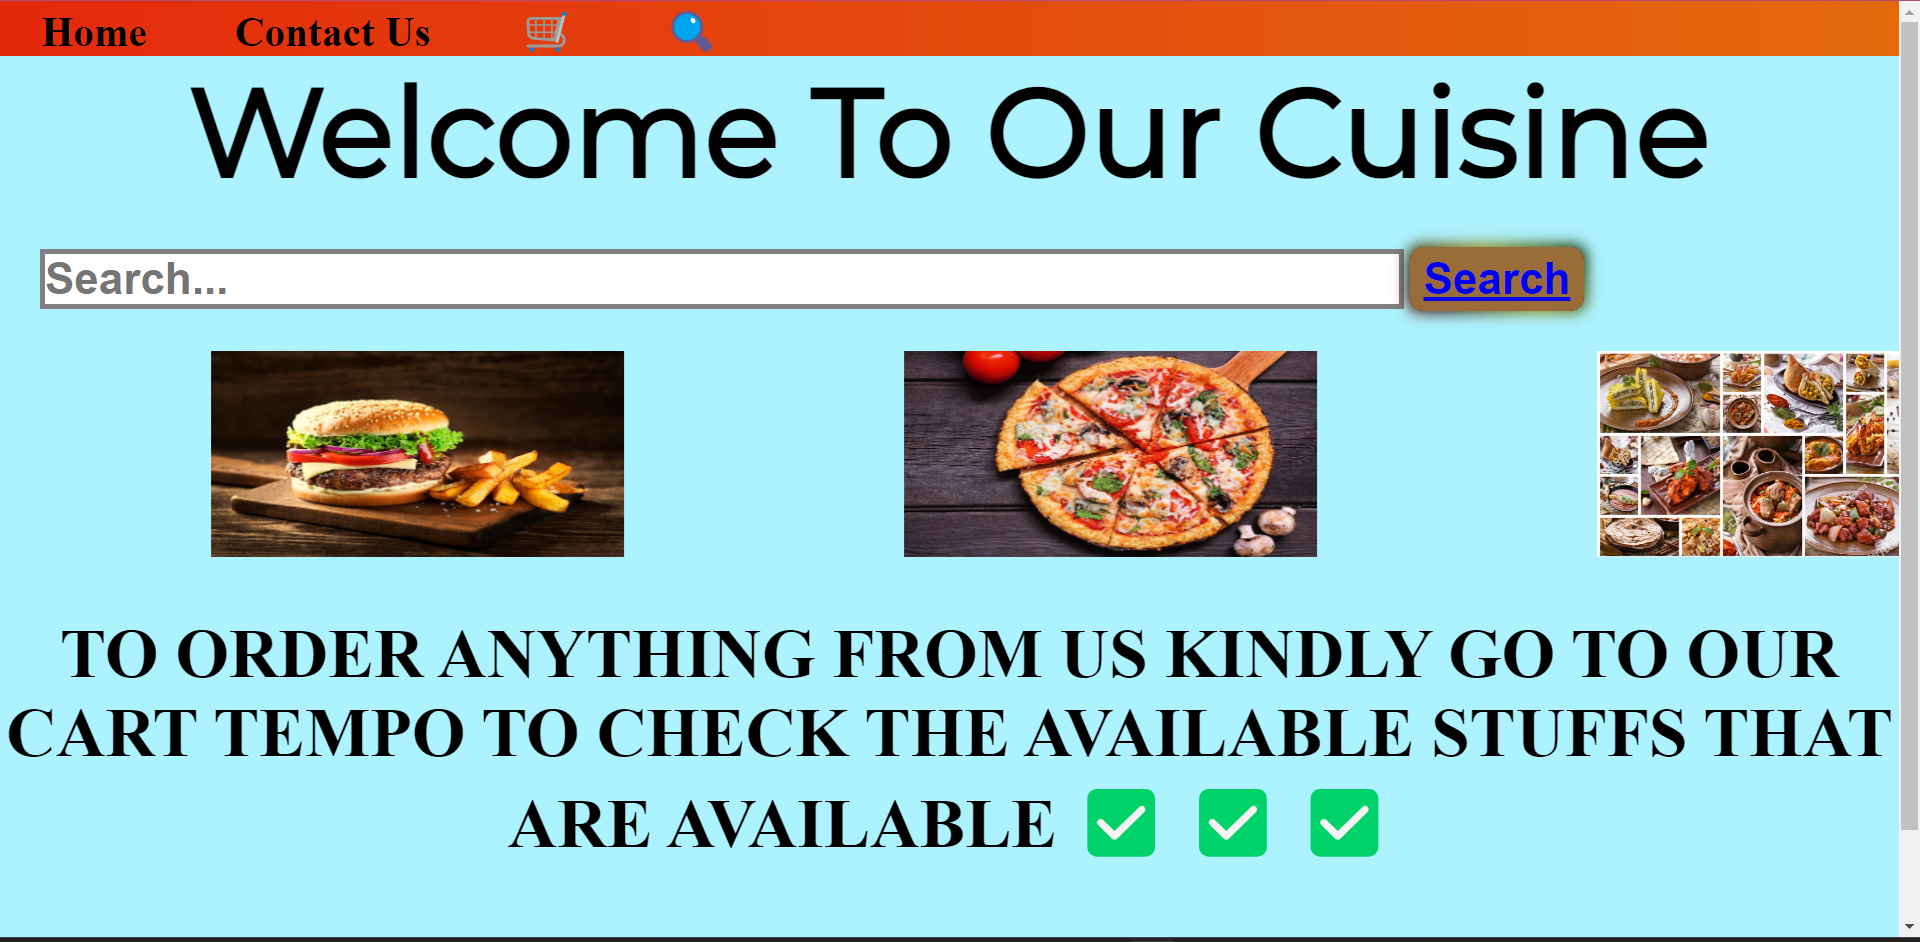 Home Contact Us
Welcome To Our Cuisine
Search... Search
TO ORDER ANYTHING FROM US KINDLY GO TO OUR
CART TEMPO TO CHECK THE AVAILABLE STUFFS THAT
ARE AVAILABLE ✅ ✅ ✅